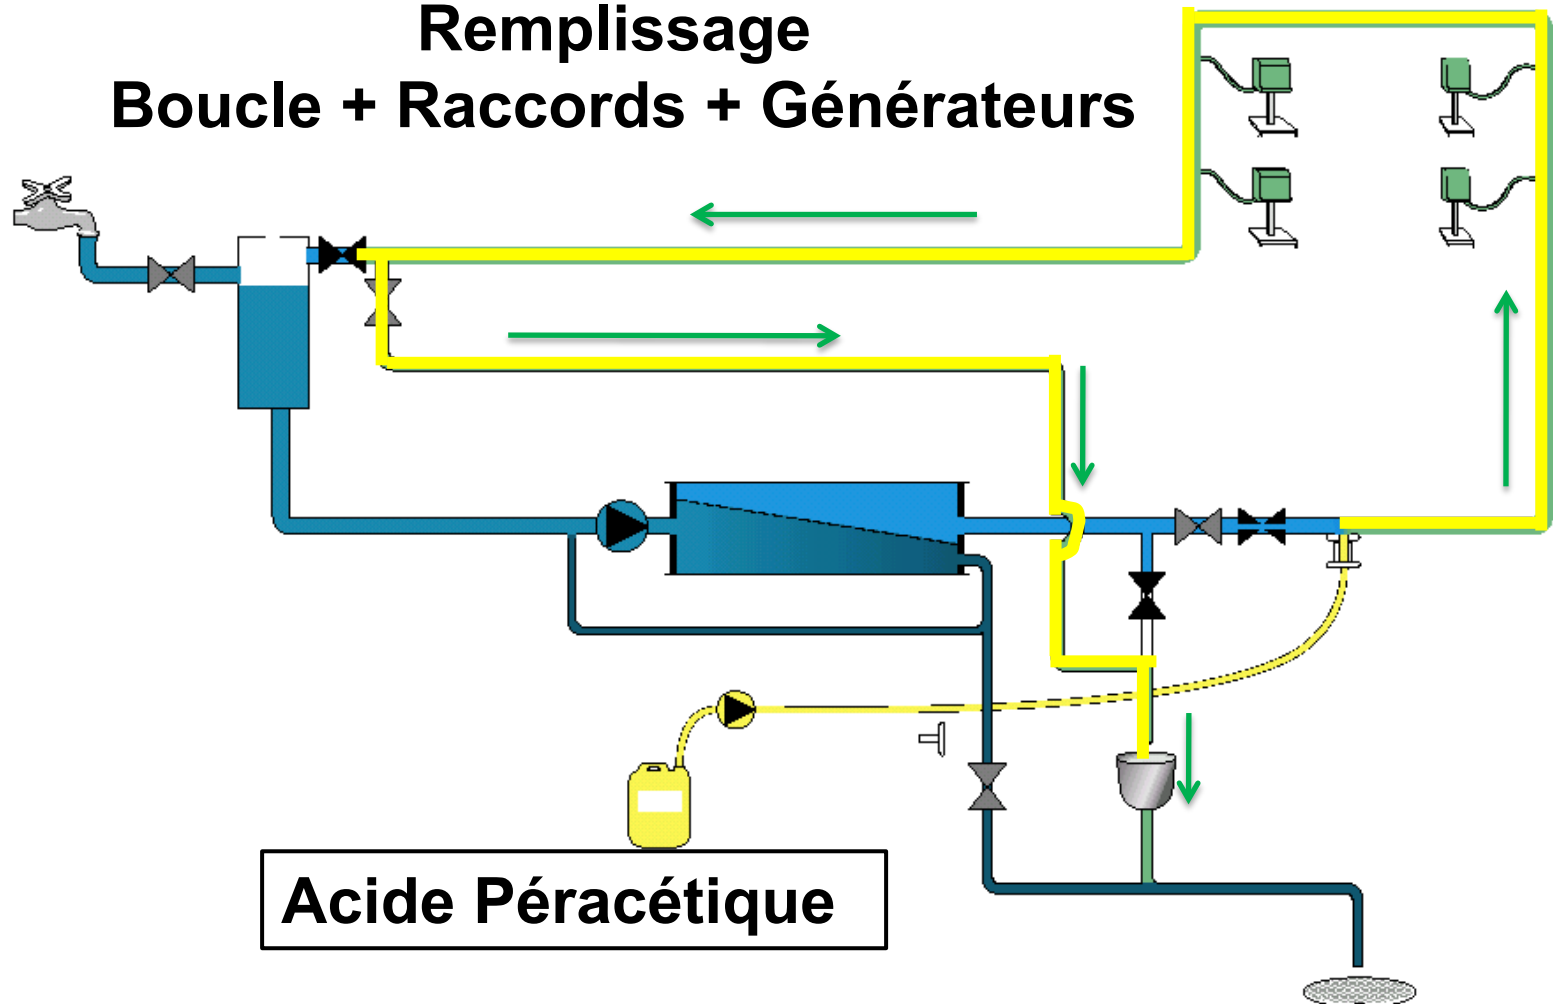 Remplissage
Boucle + Raccords + Générateurs
Acide Péracétique